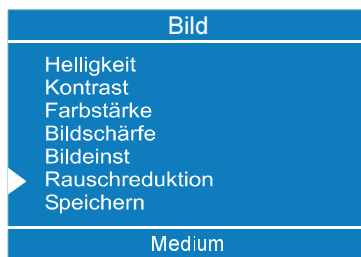 Bild
Helligkeit
Kontrast
Farbstärke
Bildschärfe
Bildeinst
Rauschreduktion
Speichern
Medium